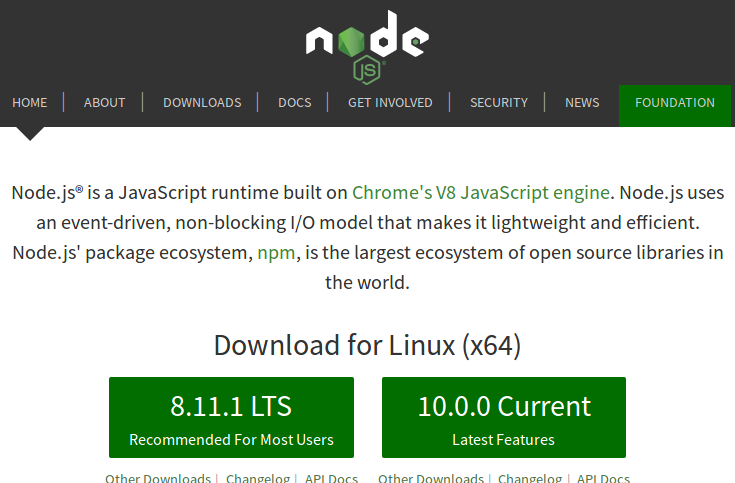 node
JS®
HOME | ABOUT | DOWNLOADS | DOCS | GET INVOLVED | SECURITY | NEWS FOUNDATION
Node.js® is a JavaScript runtime built on Chrome's V8 JavaScript engine. Node.js uses
an event-driven, non-blocking I/O model that makes it lightweight and efficient.
Node.js' package ecosystem, npm, is the largest ecosystem of open source libraries in
the world.
Download for Linux (x64)
8.11.1 LTS
Recommended For Most Users
10.0.0 Current
Latest Features
Other Downloads | Changelog | API Docs
Other Downloads | Changelog | API Docs